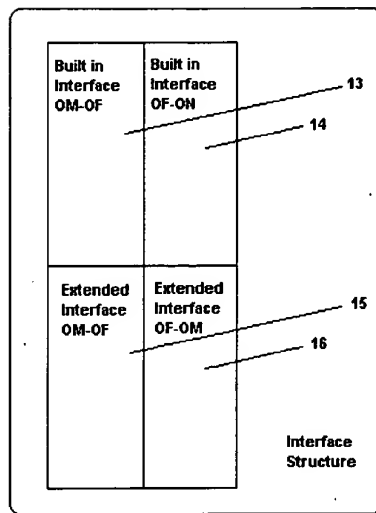 Built in
Interface
OM-OF
Built in
Interface
OF-ON
13
14
Extended
Interface
OM-OF
Extended
Interface
OF-OM
15
16
Interface
Structure